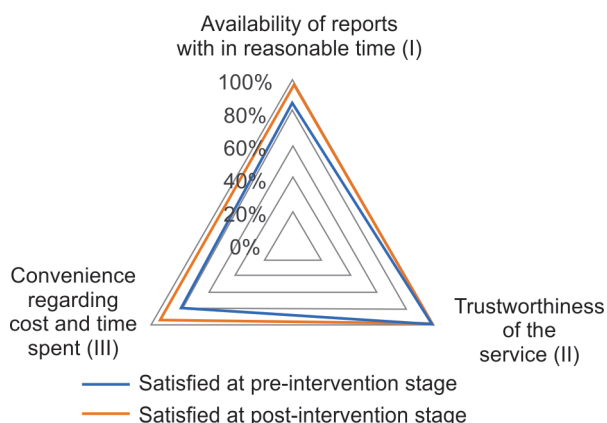 Availability of reports
with in reasonable time (I)
100%
80%
60%
40%
20%
0%
Convenience
regarding
cost and time
spent (III)
Trustworthiness
of the
service (II)
Satisfied at pre-intervention stage
Satisfied at post-intervention stage